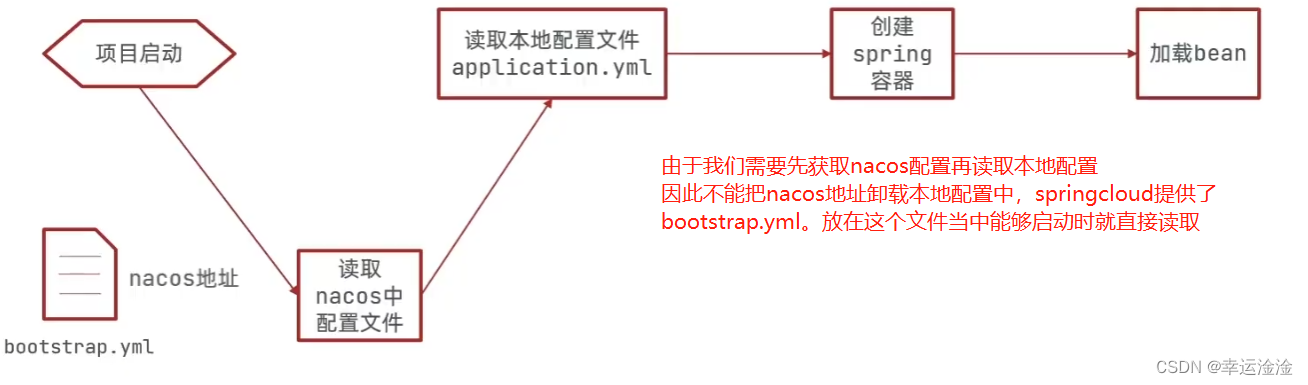 项目启动
读取本地配置文件
application.yml
创建
spring
容器
加载bean
由于我们需要先获取nacos配置再读取本地配置
因此不能把nacos地址卸载本地配置中，springcloud提供了
bootstrap.yml。放在这个文件当中能够启动时就直接读取
nacos地址
bootstrap.yml
读取
nacos中
配置文件
CSDN @幸运淦淦